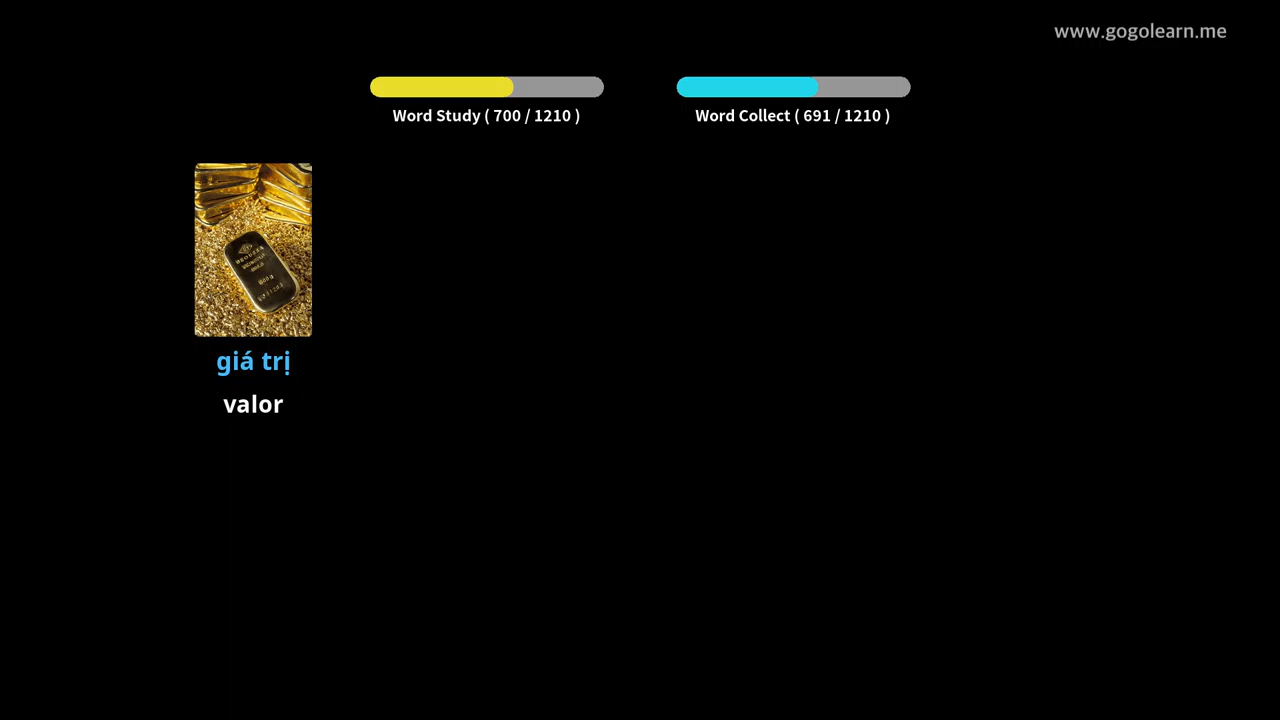 www.gogolearn.me
Word Study ( 700 / 1210 )
Word Collect ( 691 / 1210 )
giá trị
valor